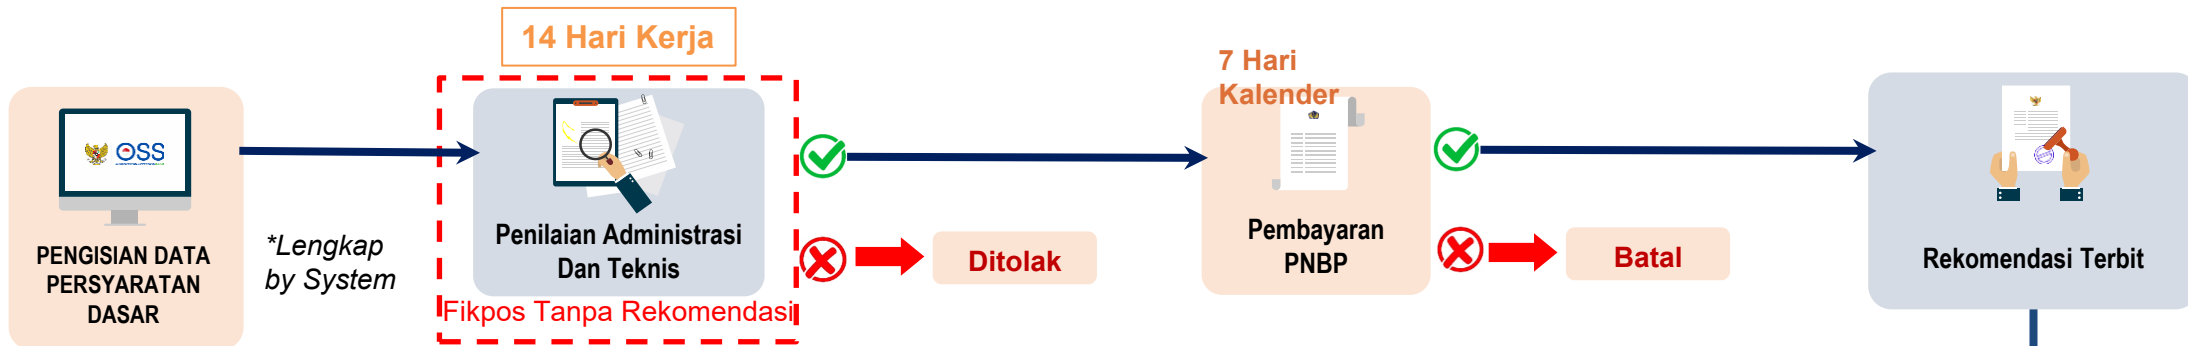 14 Hari Kerja
7 Hari
Kalender
OSS
PENGISIAN DATA
PERSYARATAN
DASAR
*Lengkap
by System
Penilaian Administrasi
Dan Teknis
Fikpos Tanpa Rekomendasi
Ditolak
Pembayaran
PNBP
Batal
Rekomendasi Terbit